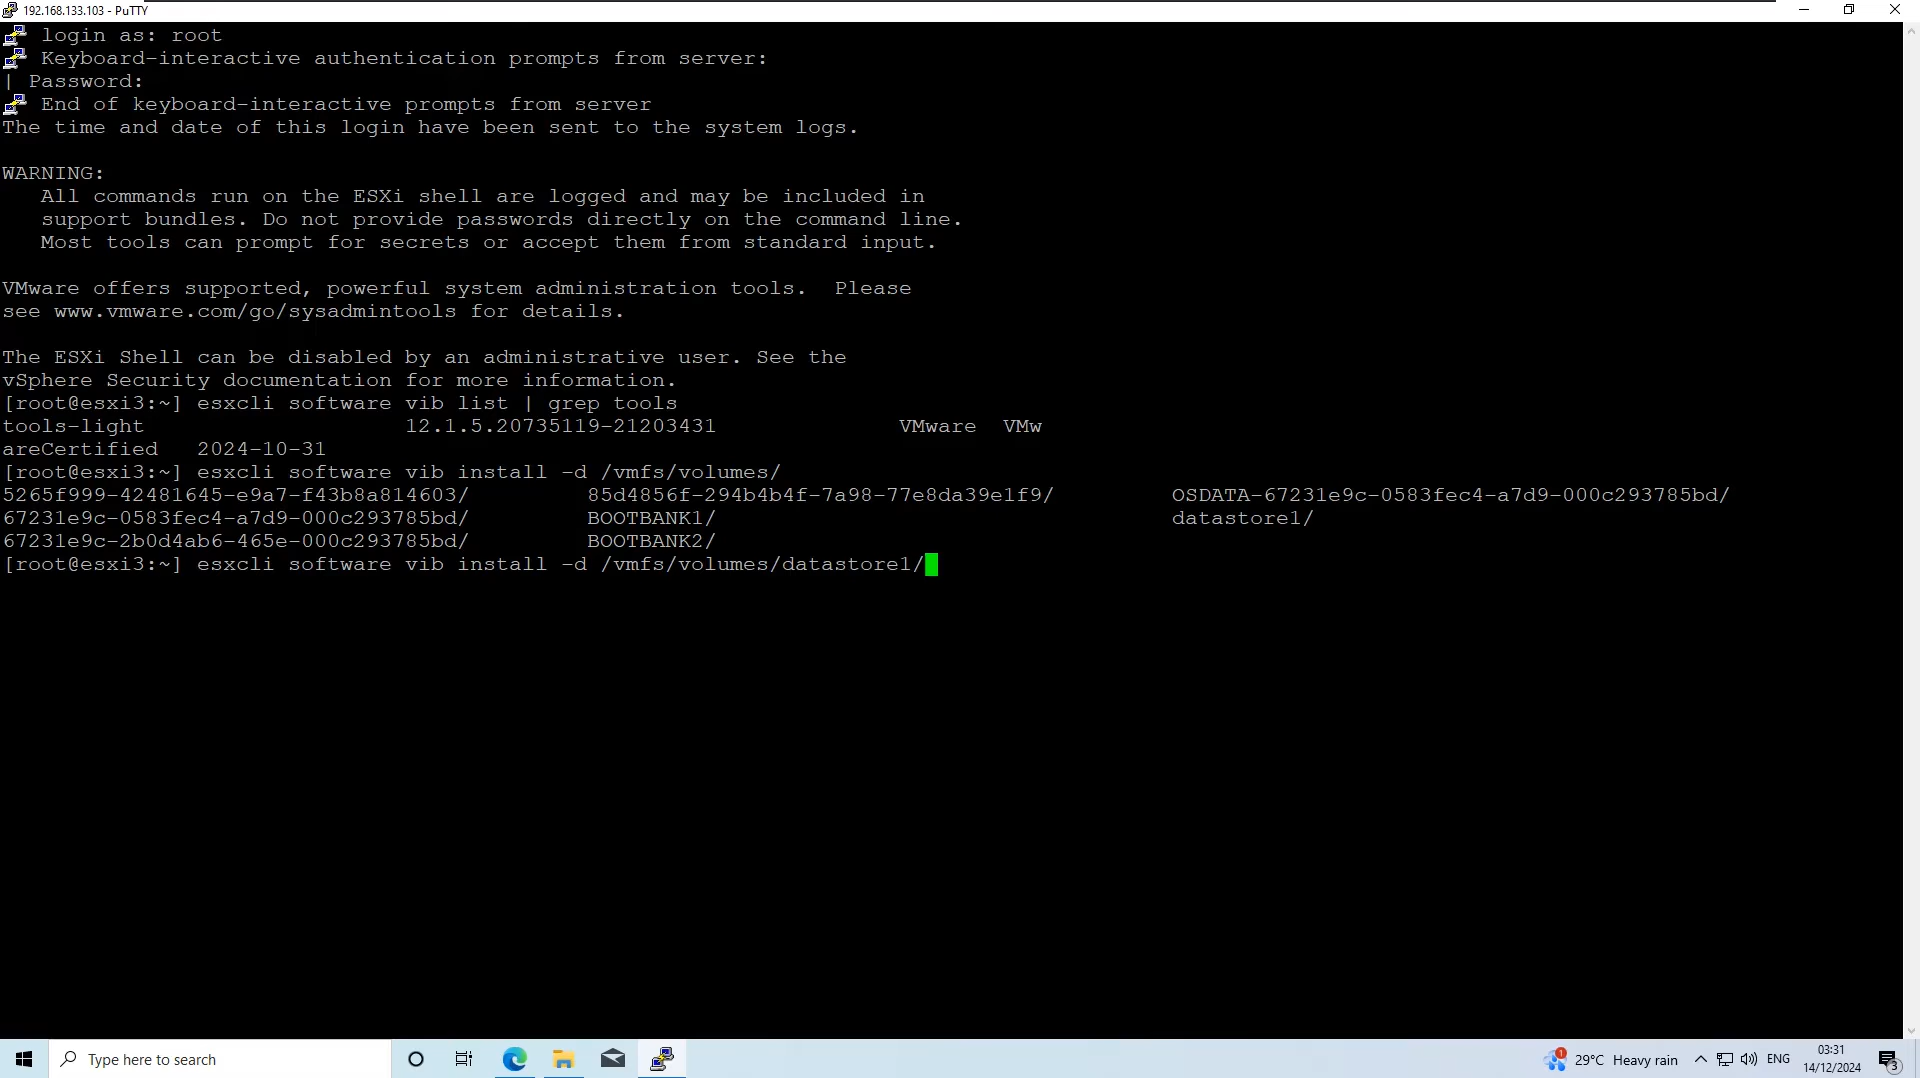 192.168.133.103 - PuTTY
login as: root
Keyboard-interactive authentication prompts from server:
| Password:
End of keyboard-interactive prompts from server
The time and date of this login have been sent to the system logs.
WARNING:
All commands run on the ESXi shell are logged and may be included in
support bundles. Do not provide passwords directly on the command line.
Most tools can prompt for secrets or accept them from standard input.
VMware offers supported, powerful system administration tools.  Please
see www.vmware.com/go/sysadmintools for details.
The ESXi Shell can be disabled by an administrative user. See the
vSphere Security documentation for more information.
[root@esxi3:~] esxcli software vib list | grep tools
tools-light                    12.1.5.20735119-21203431              VMware  VMw
areCertified   2024-10-31
[root@esxi3:~] esxcli software vib install -d /vmfs/volumes/
5265f999-42481645-e9a7-f43b8a814603/         85d4856f-294b4b4f-7a98-77e8da39e1f9/         OSDATA-67231e9c-0583fec4-a7d9-000c293785bd/
67231e9c-0583fec4-a7d9-000c293785bd/         BOOTBANK1/                                   datastore1/
67231e9c-2b0d4ab6-465e-000c293785bd/         BOOTBANK2/
[root@esxi3:~] esxcli software vib install -d /vmfs/volumes/datastore1/
Type here to search
1
29°C Heavy rain
ENG
03:31
14/12/2024
3